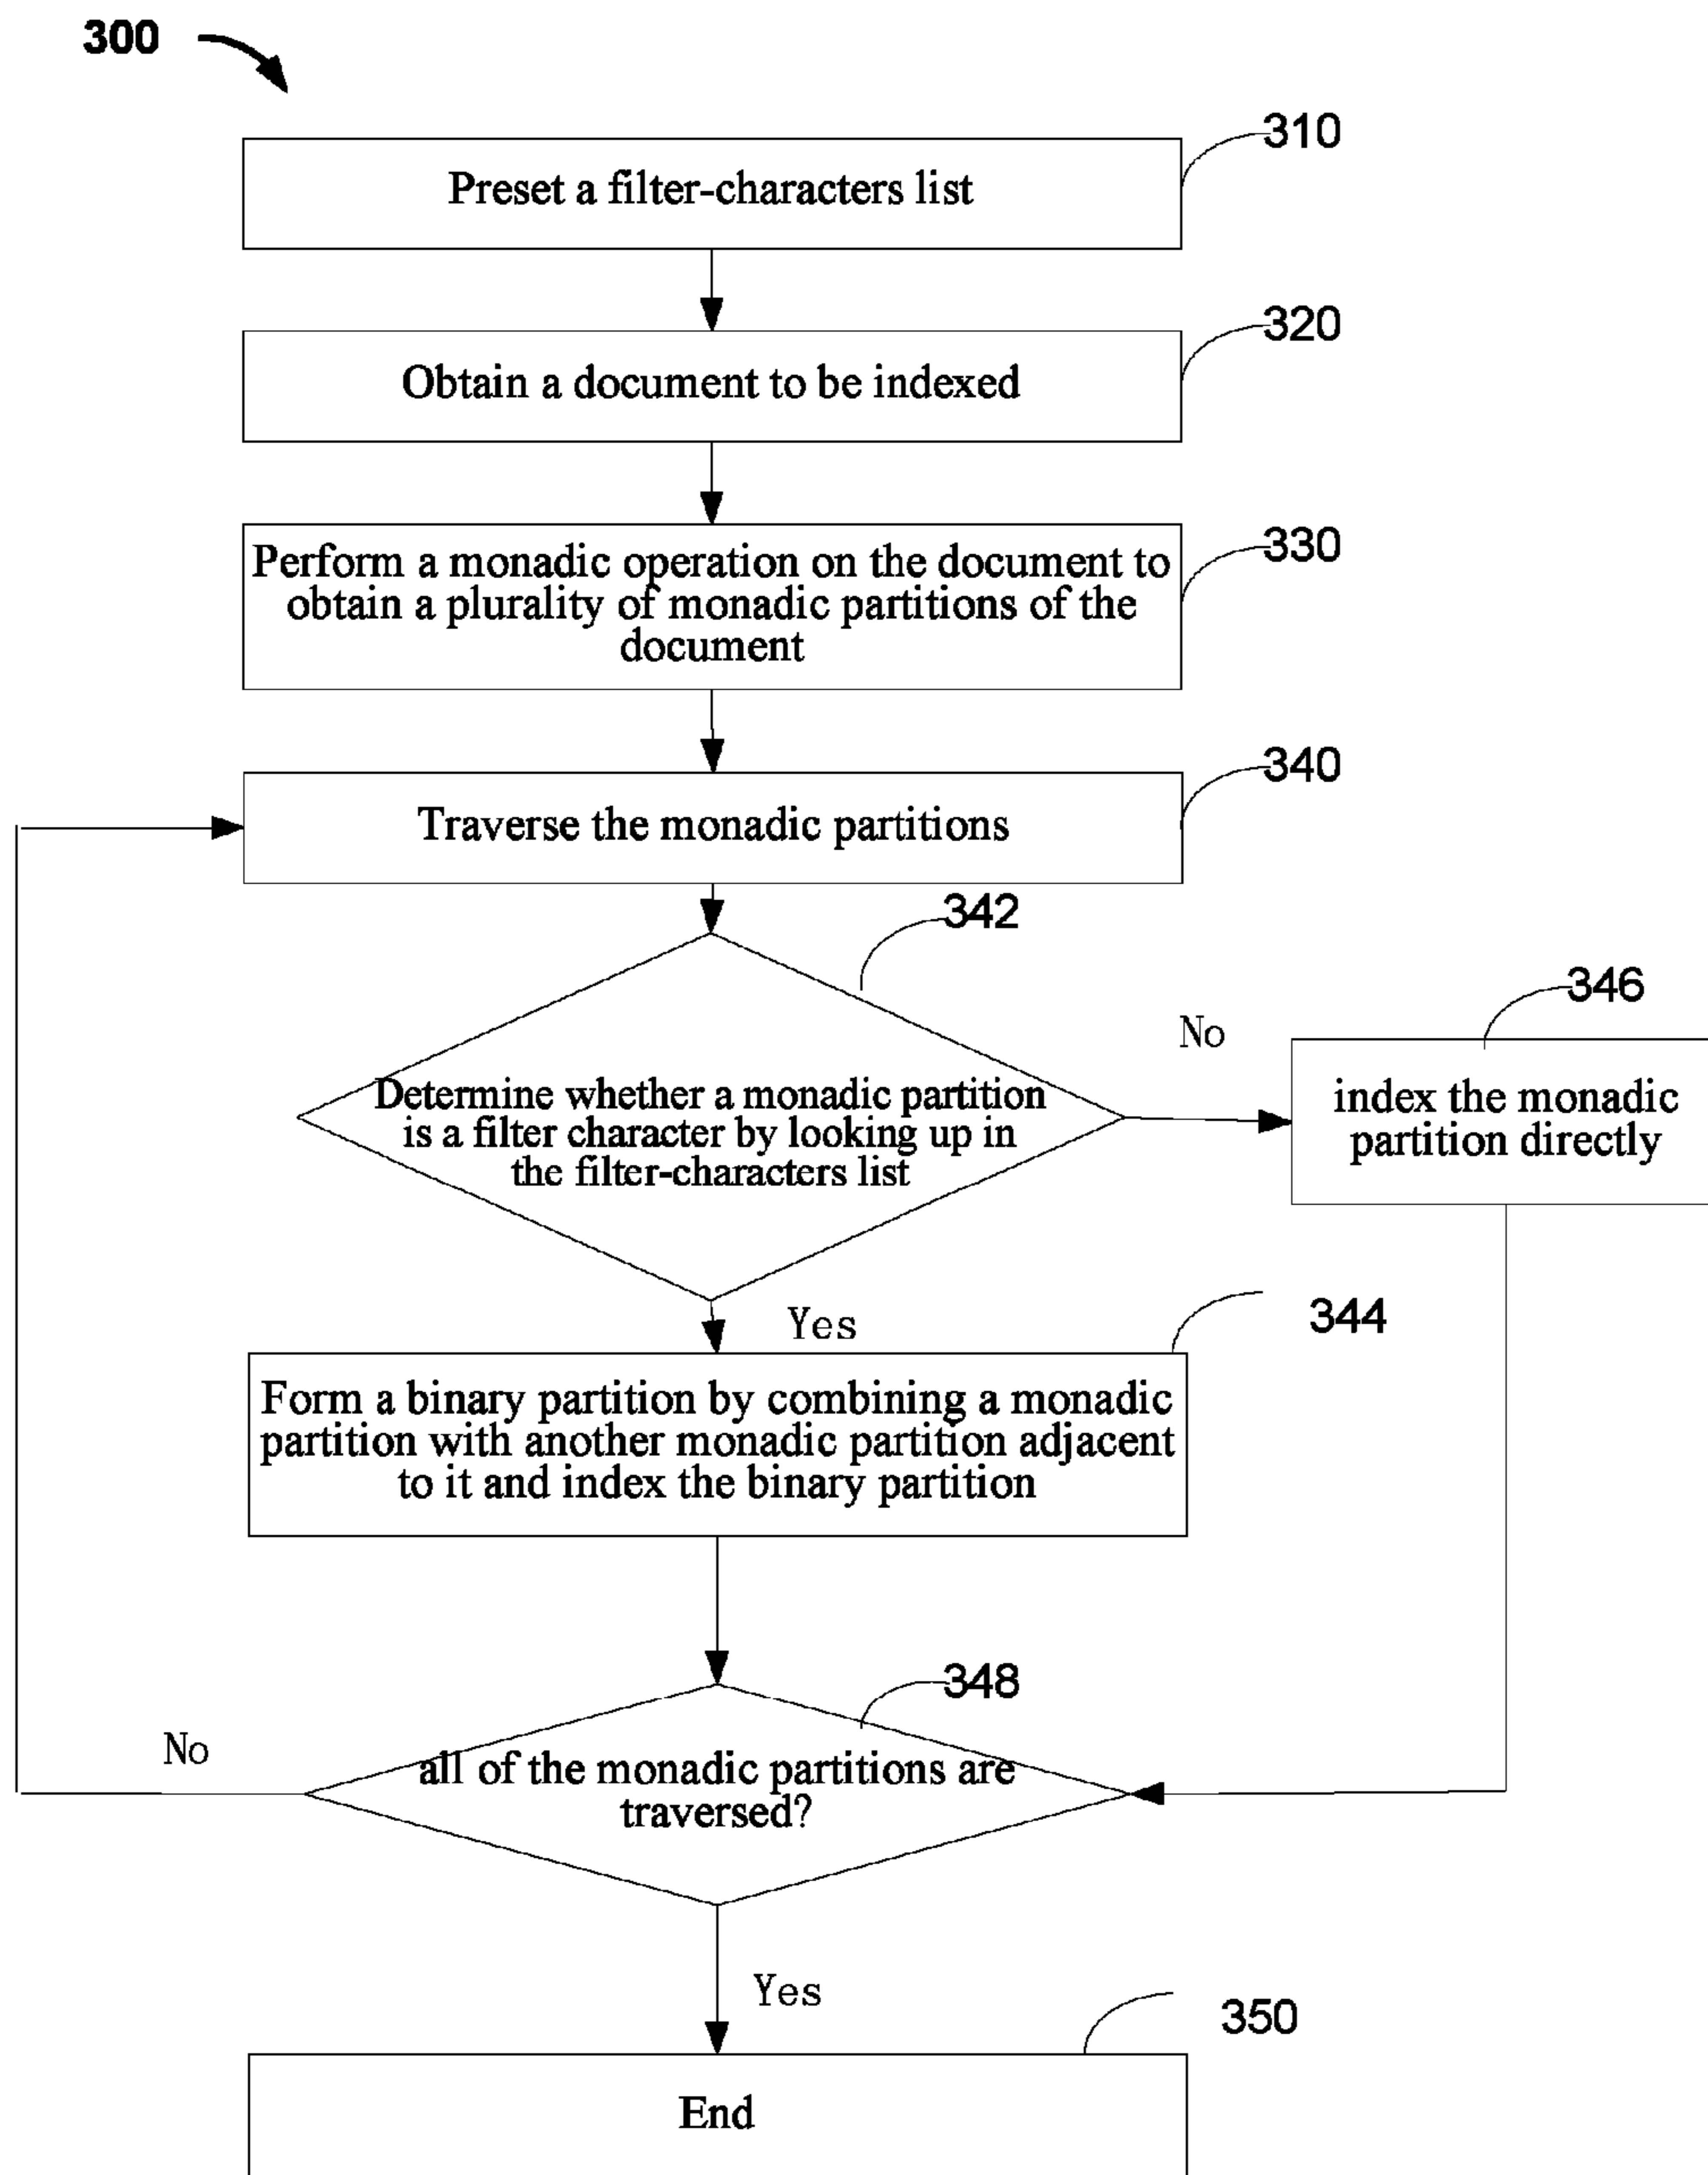 300
310
Preset a filter-characters list
320
Obtain a document to be indexed
330
Perform a monadic operation on the document to
obtain a plurality of monadic partitions of the
document
340
Traverse the monadic partitions
342
346
No
Determine whether a monadic partition
is a filter character by looking up in
the filter-characters list
index the monadic
partition directly
Yes
344
Form a binary partition by combining a monadic
partition with another monadic partition adjacent
to it and index the binary partition
348
No
all of the monadic partitions are
traversed?
Yes
350
End